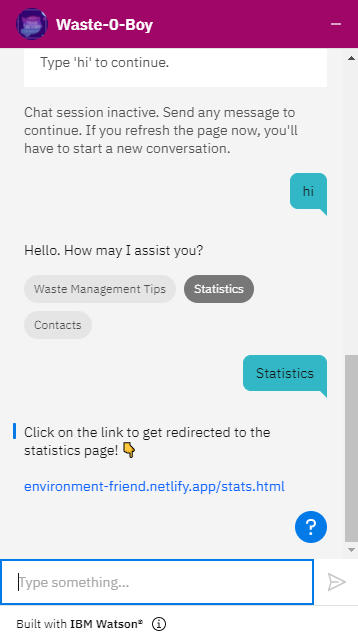 Waste-O-Boy
Type 'hi' to continue.
Chat session inactive. Send any message to
continue. If you refresh the page now, you'll
have to start a new conversation.
hi
Hello. How may I assist you?
Waste Management Tips
Statistics
Contacts
Statistics
Click on the link to get redirected to the
statistics page! 👇
environment-friend.netlify.app/stats.html
?
Type something...
Built with IBM Watson®